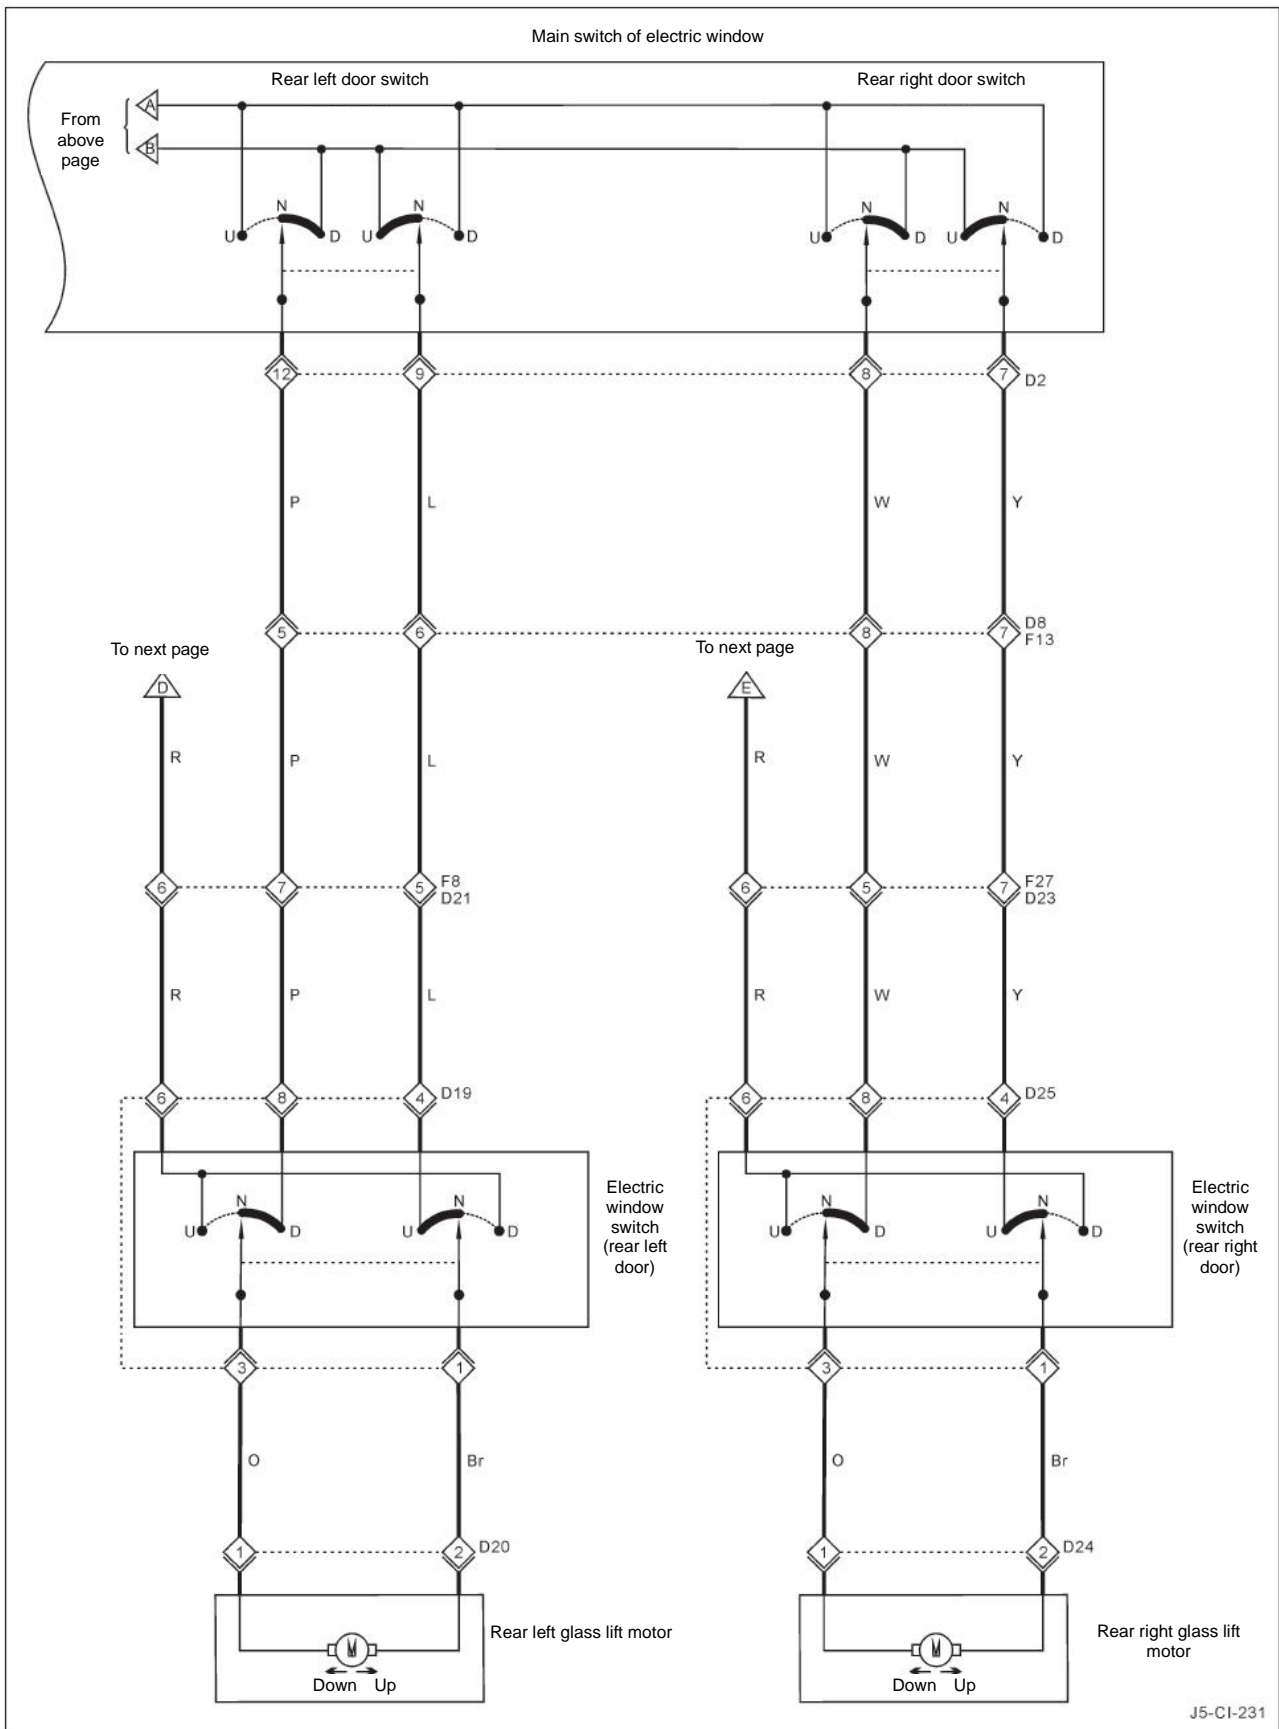 Main switch of electric window
Rear left door switch
Rear right door switch
From
above
page
A
B
N
N
N
N
U
D
U
D
U
D
U
D
12
9
8
7
D2
P
L
W
Y
5
6
8
7
D8
F13
To next page
To next page
D
E
R
P
L
R
W
Y
6
7
5
F8
D21
6
5
7
F27
D23
R
P
L
R
W
Y
6
8
4
D19
6
8
4
D25
N
N
U
D
U
D
Electric
window
switch
(rear left
door)
N
N
U
D
U
D
Electric
window
switch
(rear right
door)
3
1
3
1
O
Br
O
Br
1
2
D20
1
2
D24
M
Down Up
Rear left glass lift motor
M
Down Up
Rear right glass lift
motor
J5-CI-231